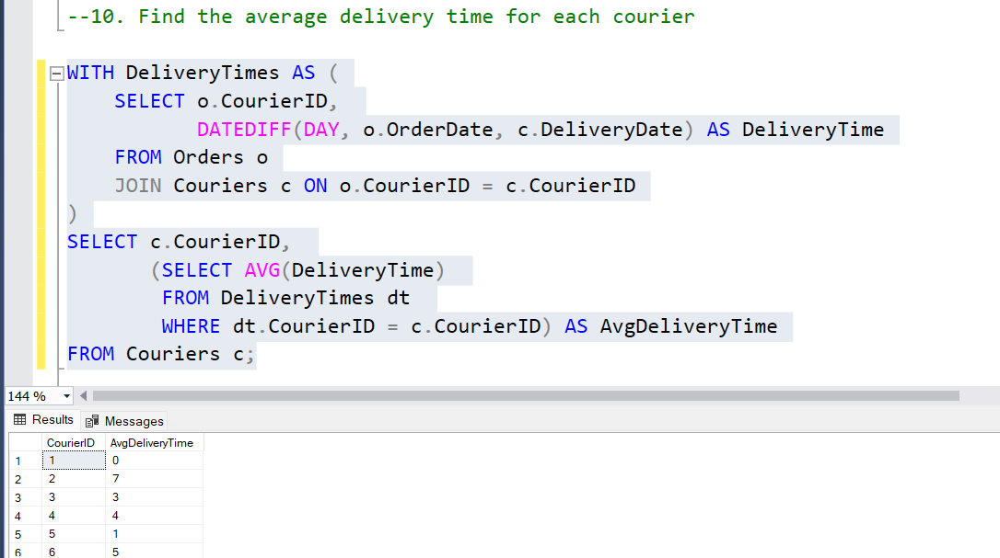 --10. Find the average delivery time for each courier
WITH DeliveryTimes AS (
SELECT o.CourierID,
DATEDIFF(DAY, o.OrderDate, c.DeliveryDate) AS DeliveryTime
FROM Orders o
JOIN Couriers c ON o.CourierID = c.CourierID
)
SELECT c.CourierID,
(SELECT AVG(DeliveryTime)
FROM DeliveryTimes dt
WHERE dt.CourierID = c.CourierID) AS AvgDeliveryTime
FROM Couriers c;
144 %
Results Messages
CourierID AvgDeliveryTime
1 1 0
2 2 7
3 3 3
4 4 4
5 5 1
6 6 5